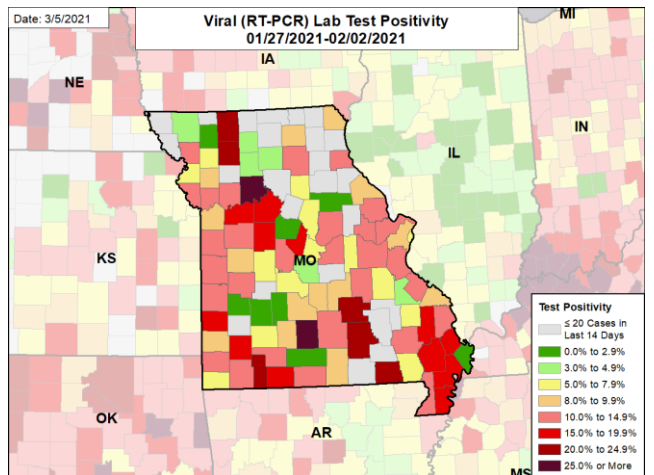 Date: 3/5/2021
Viral (RT-PCR) Lab Test Positivity
01/27/2021-02/02/2021
MI
NE
IA
IN
IL
KS
MO
Test Positivity
≤ 20 Cases in
Last 14 Days
0.0% to 2.9%
3.0% to 4.9%
5.0% to 7.9%
8.0% to 9.9%
10.0% to 14.9%
15.0% to 19.9%
20.0% to 24.9%
25.0% or More
OK
AR
MS